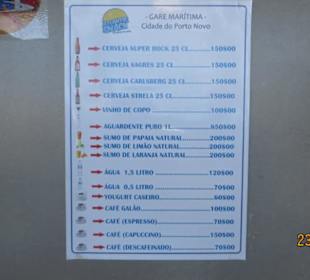 - GARE MARÍTIMA -
Cidade do Porto Novo
CERVEJA SUPER BOCK 25 CL 150$00
CERVEJA SAGRES 25 CL 150$00
CERVEJA CARLSBERG 25 CL 150$00
CERVEJA STRELA 25 CL 150$00
VINHO DE COPO 100$00
AGUARDENTE PURO 1L 850$00
SUMO DE PAPAIA NATURAL 200$00
SUMO DE LIMÃO NATURAL 200$00
SUMO DE LARANJA NATURAL 200$00
ÁGUA 1,5 LITRO 120$00
ÁGUA 0,5 LITRO 70$00
YOUGURT CASEIRO 80$00
CAFÉ GALÃO 100$00
CAFÉ (ESPRESSO) 70$00
CAFÉ (CAPUCCINO) 150$00
CAFÉ (DESCAFEINADO) 70$00
23